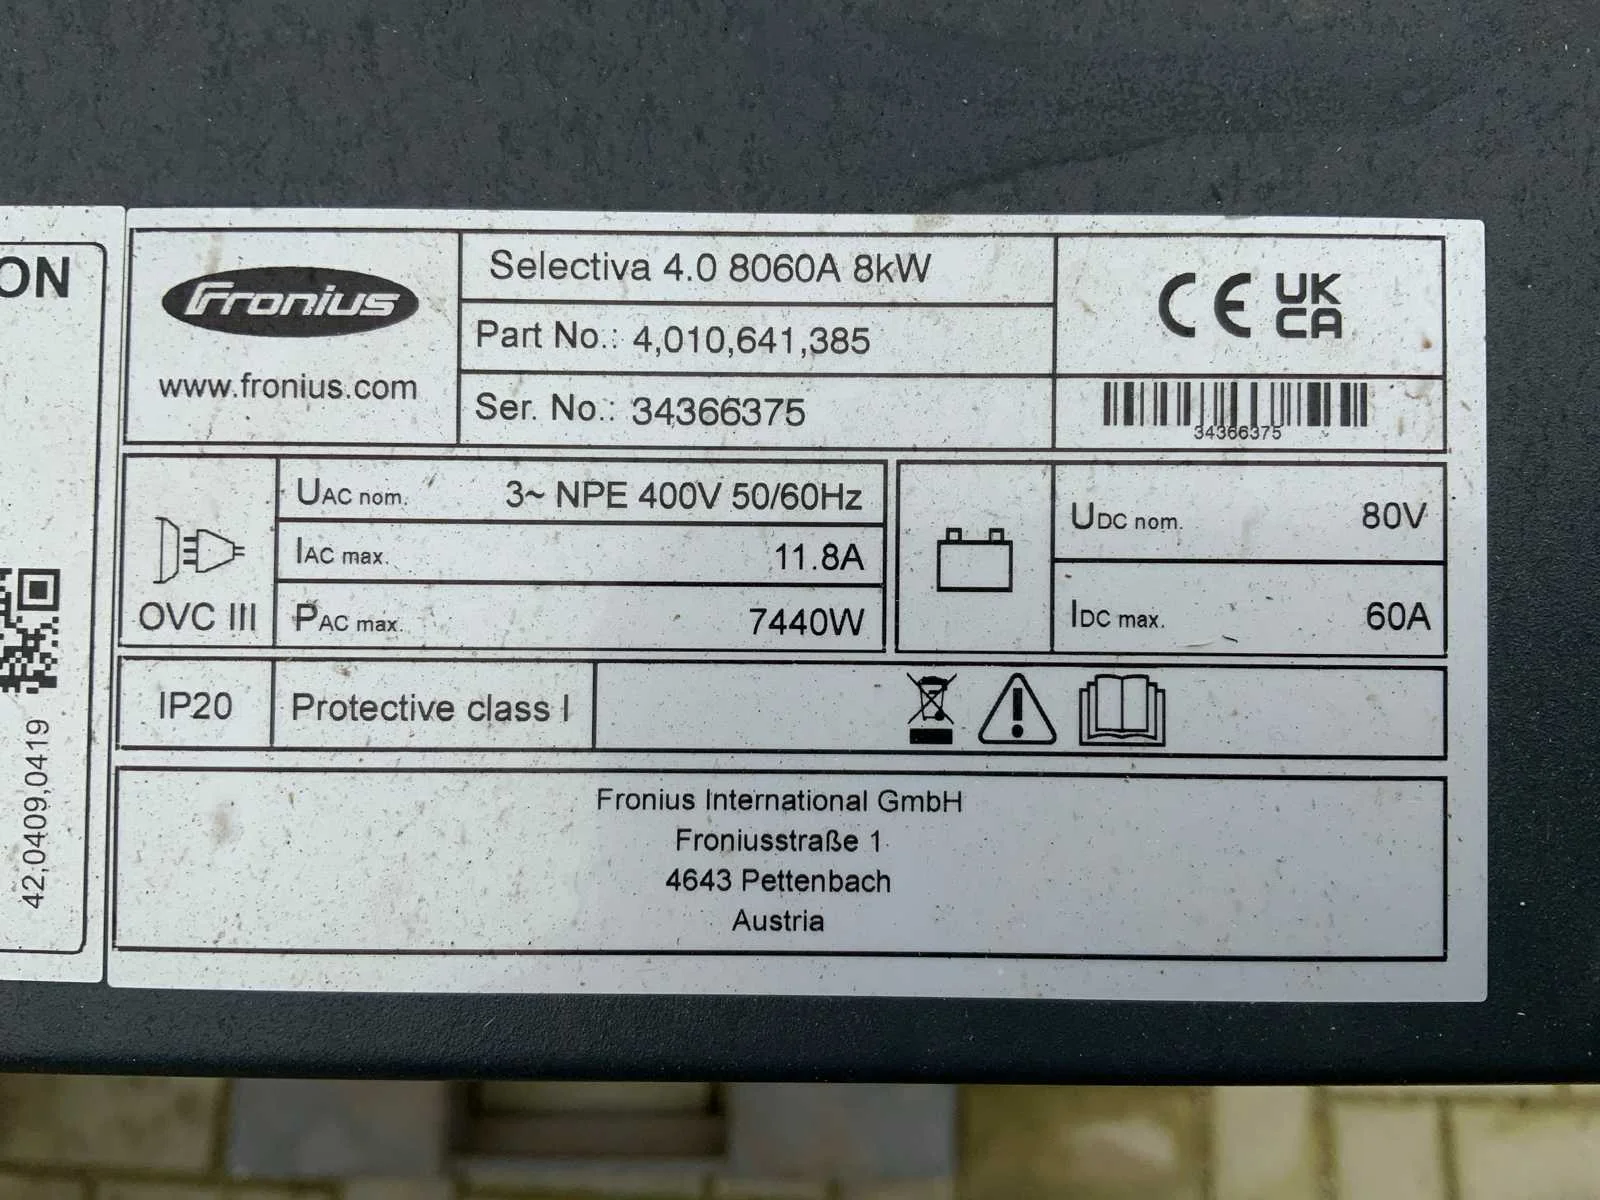 ON
42,0409,0419
Fronius
www.fronius.com
Selectiva 4.0 8060A 8kW
Part No.: 4,010,641,385
Ser. No.: 34366375
CE UK CA
34366375
OVC III
UAC nom. 3~ NPE 400V 50/60Hz
IAC max. 11.8A
PAC max. 7440W
UDC nom. 80V
IDC max. 60A
IP20
Protective class I
Fronius International GmbH
Froniusstraße 1
4643 Pettenbach
Austria